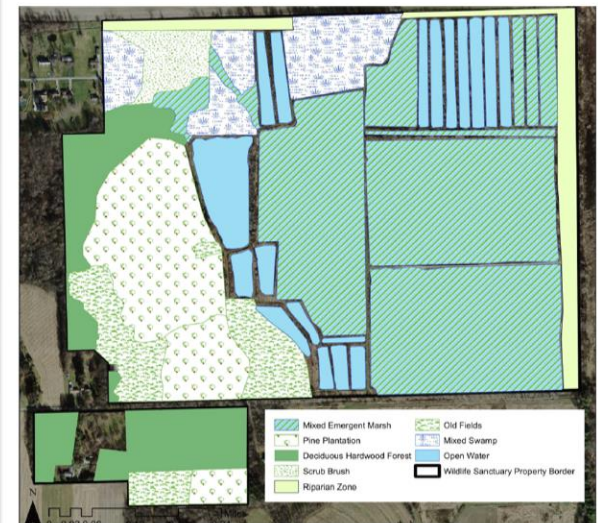 Mixed Emergent Marsh
Pine Plantation
Deciduous Hardwood Forest
Scrub Brush
Riparian Zone
Old Fields
Mixed Swamp
Open Water
Wildlife Sanctuary Property Border
N